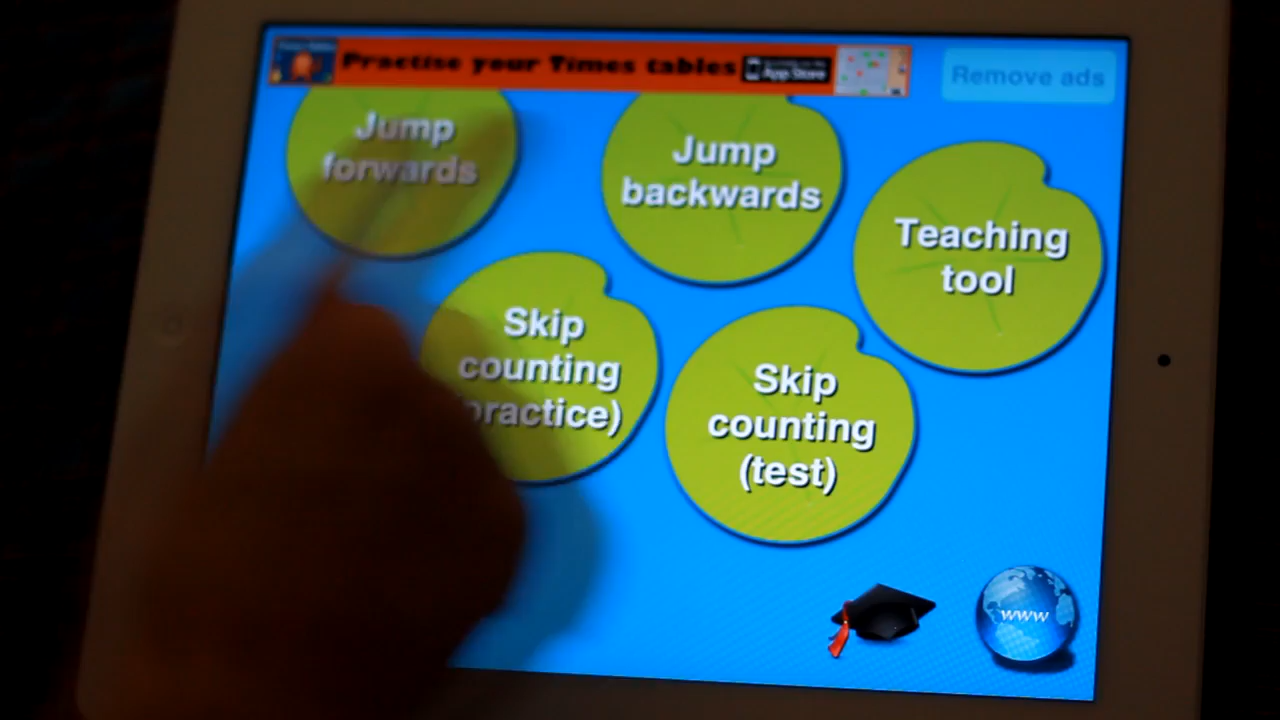 Practise your Times tables
App Store
Remove ads
Jump
forwards
Jump
backwards
Teaching
tool
Skip
counting
practice)
Skip
counting
(test)
www